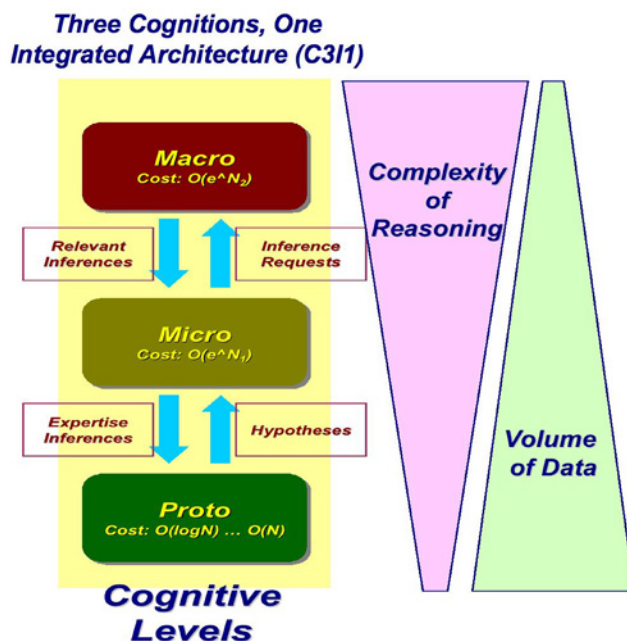 Three Cognitions, One
Integrated Architecture (C3I1)
Macro
Cost: O(e^N₂)
Relevant
Inferences
Inference
Requests
Micro
Cost: O(e^N₁)
Expertise
Inferences
Hypotheses
Proto
Cost: O(logN) ... O(N)
Cognitive
Levels
Complexity
of
Reasoning
Volume
of Data